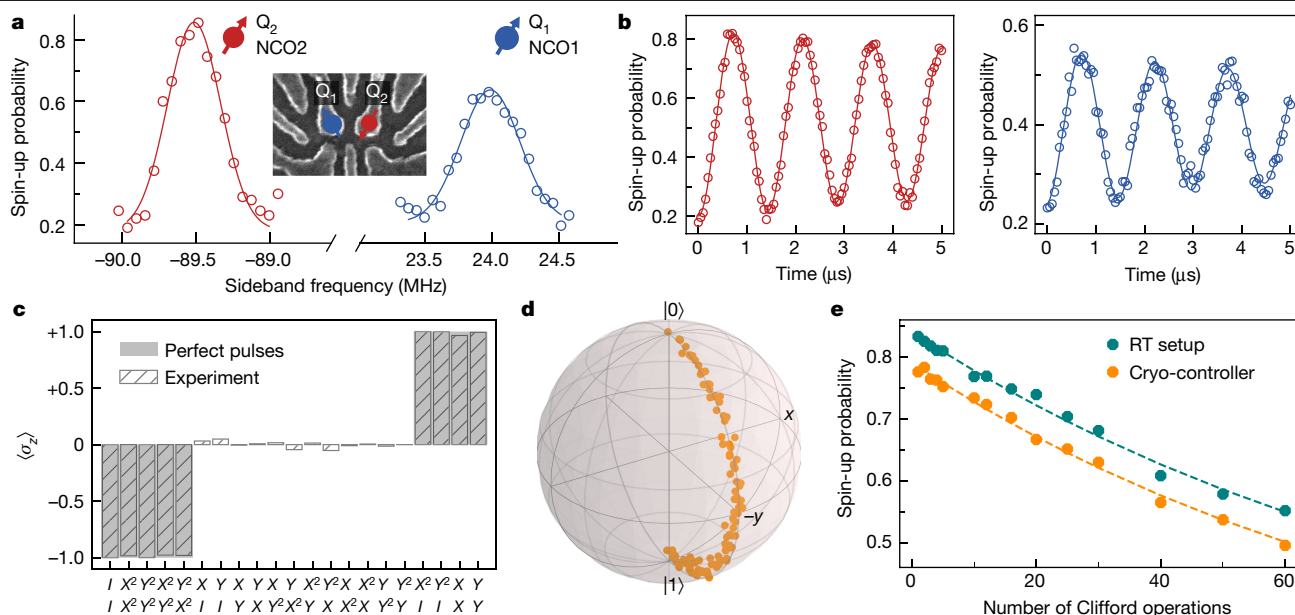 a
Q2
NCO2
Q1
NCO1
Q1 Q2
Spin-up probability
0.8
0.6
0.4
0.2
−90.0 −89.5 −89.0 23.5 24.0 24.5
Sideband frequency (MHz)
b
Spin-up probability
0.8
0.6
0.4
0.2
0 1 2 3 4 5
Time (μs)
Spin-up probability
0.6
0.4
0.2
0 1 2 3 4 5
Time (μs)
c
⟨σz⟩
+1.0
+0.5
0
−0.5
−1.0
Perfect pulses
Experiment
I X² Y² X² Y² X Y X Y X Y X² Y² X Y X² Y² X² Y² X Y
I X² Y² Y² X² I I Y X Y² X² X Y X² Y² X Y I I X Y
d
|0⟩
x
−y
|1⟩
e
Spin-up probability
0.8
0.7
0.6
0.5
RT setup
Cryo-controller
0 20 40 60
Number of Clifford operations